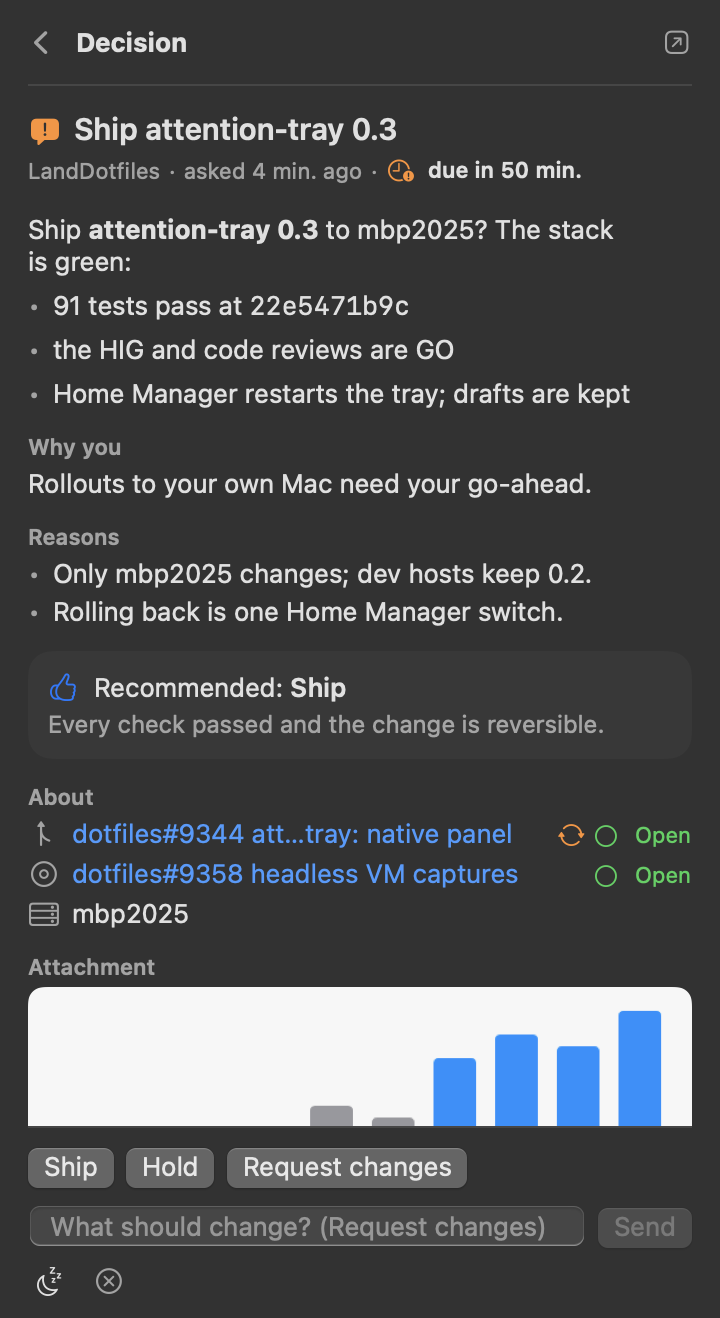 Decision
Ship attention-tray 0.3
LandDotfiles · asked 4 min. ago · due in 50 min.
Ship attention-tray 0.3 to mbp2025? The stack
is green:
• 91 tests pass at 22e5471b9c
• the HIG and code reviews are GO
• Home Manager restarts the tray; drafts are kept
Why you
Rollouts to your own Mac need your go-ahead.
Reasons
• Only mbp2025 changes; dev hosts keep 0.2.
• Rolling back is one Home Manager switch.
Recommended: Ship
Every check passed and the change is reversible.
About
dotfiles#9344 att...tray: native panel Open
dotfiles#9358 headless VM captures Open
mbp2025
Attachment
Ship Hold Request changes
What should change? (Request changes) Send